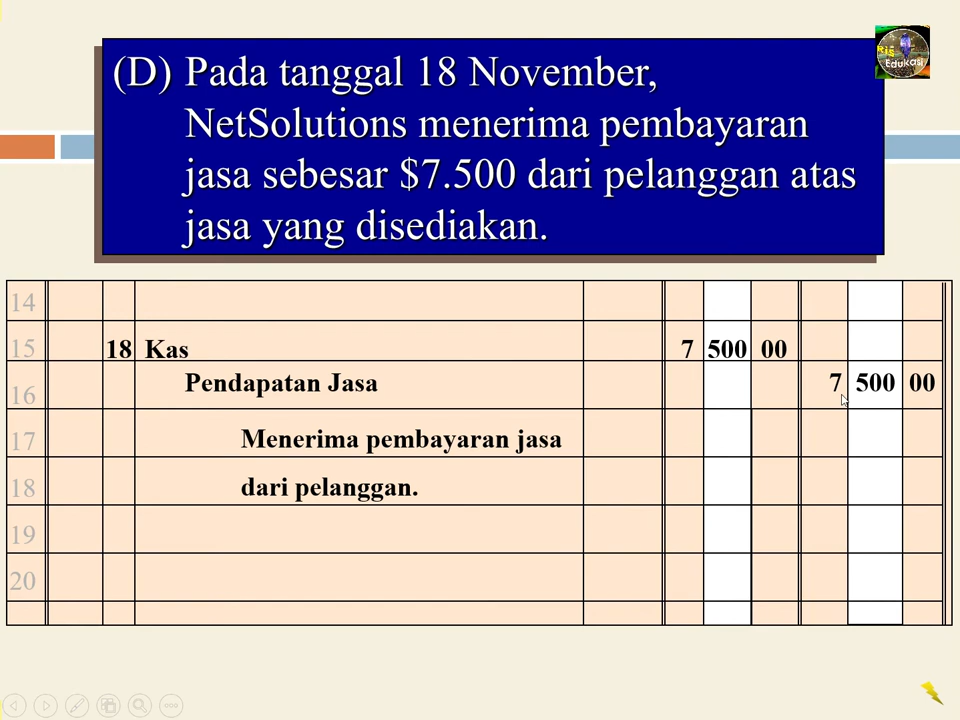 Ris
Edukasi
(D) Pada tanggal 18 November,
NetSolutions menerima pembayaran
jasa sebesar $7.500 dari pelanggan atas
jasa yang disediakan.
14
15 18 Kas 7 500 00
16 Pendapatan Jasa 7 500 00
17 Menerima pembayaran jasa
18 dari pelanggan.
19
20